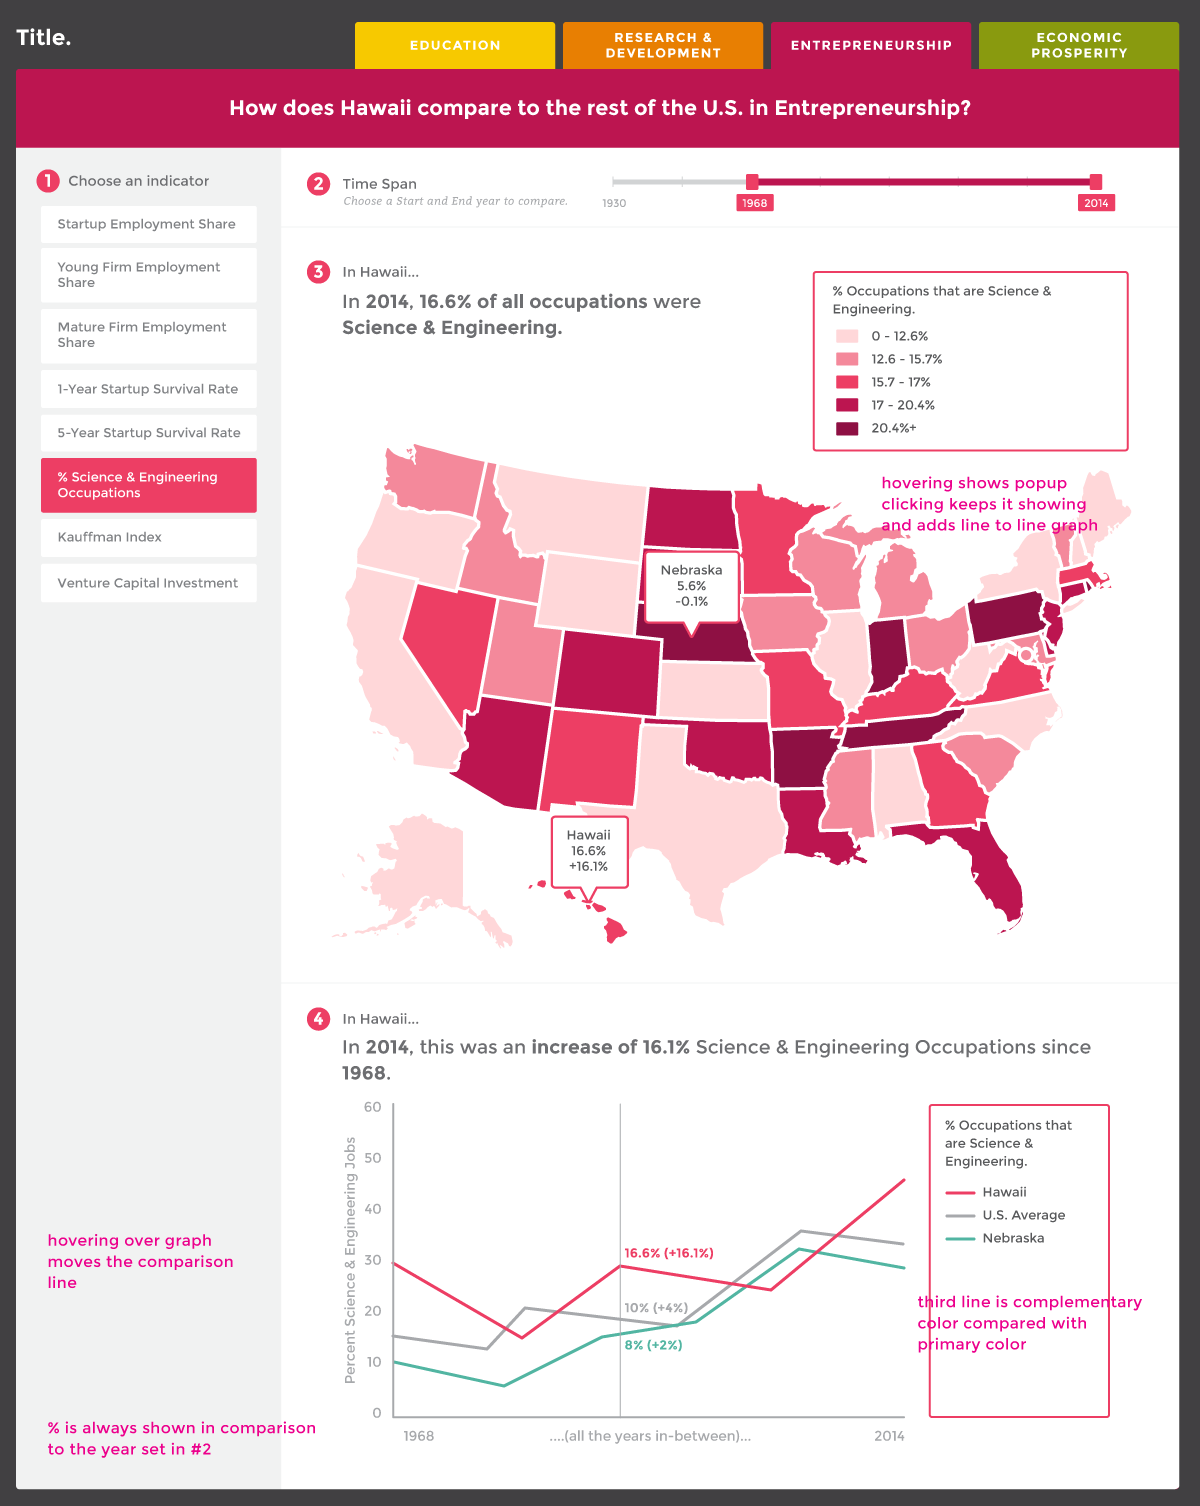 Title.
EDUCATION
RESEARCH &
DEVELOPMENT
ENTREPRENEURSHIP
ECONOMIC
PROSPERITY
How does Hawaii compare to the rest of the U.S. in Entrepreneurship?
1 Choose an indicator
Startup Employment Share
Young Firm Employment
Share
Mature Firm Employment
Share
1-Year Startup Survival Rate
5-Year Startup Survival Rate
% Science & Engineering
Occupations
Kauffman Index
Venture Capital Investment
2 Time Span
Choose a Start and End year to compare.
1930
1968
2014
3 In Hawaii...
In 2014, 16.6% of all occupations were
Science & Engineering.
% Occupations that are Science &
Engineering.
0 - 12.6%
12.6 - 15.7%
15.7 - 17%
17 - 20.4%
20.4%+
hovering shows popup
clicking keeps it showing
and adds line to line graph
Nebraska
5.6%
-0.1%
Hawaii
16.6%
+16.1%
4 In Hawaii...
In 2014, this was an increase of 16.1% Science & Engineering Occupations since
1968.
Percent Science & Engineering Jobs
60
50
40
30
20
10
0
16.6% (+16.1%)
10% (+4%)
8% (+2%)
1968
....(all the years in-between)...
2014
% Occupations that
are Science &
Engineering.
Hawaii
U.S. Average
Nebraska
third line is complementary
color compared with
primary color
hovering over graph
moves the comparison
line
% is always shown in comparison
to the year set in #2